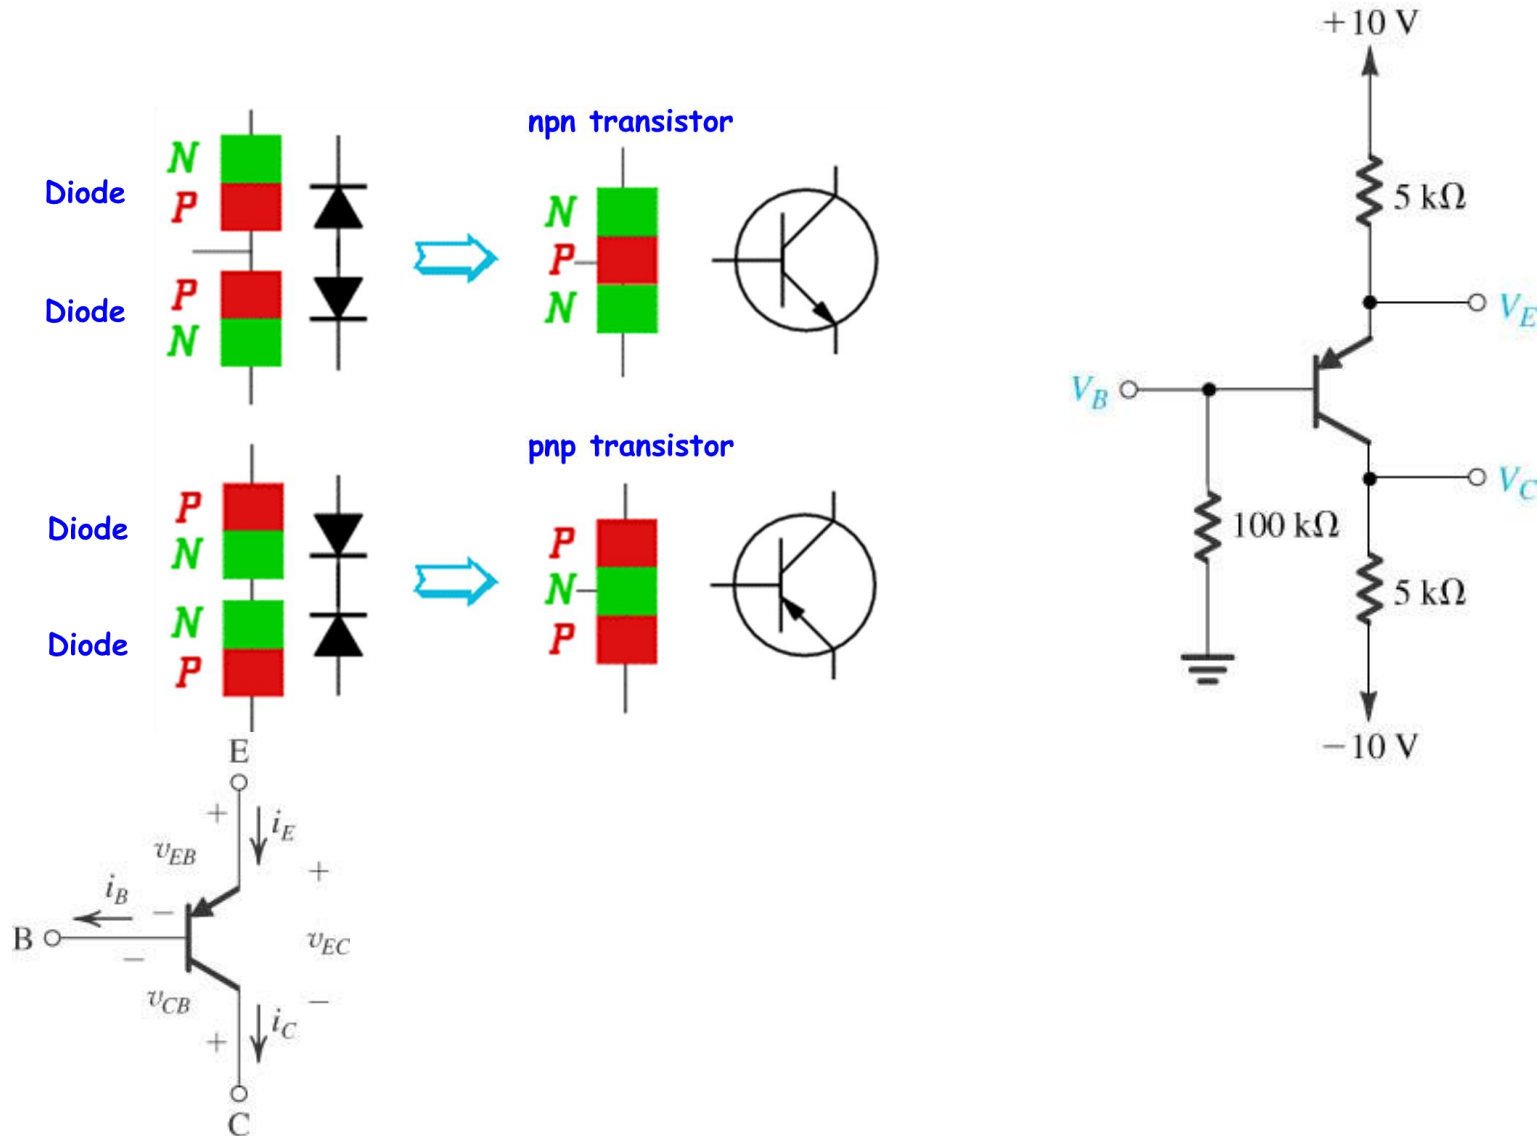 Diode
N
P
Diode
P
N
npn transistor
N
P
N
Diode
P
N
Diode
N
P
pnp transistor
P
N
P
E
+
i_E
v_EB
+
i_B
−
B
−
v_EC
v_CB
−
+
i_C
C
+10 V
5 kΩ
V_E
V_B
V_C
100 kΩ
5 kΩ
−10 V